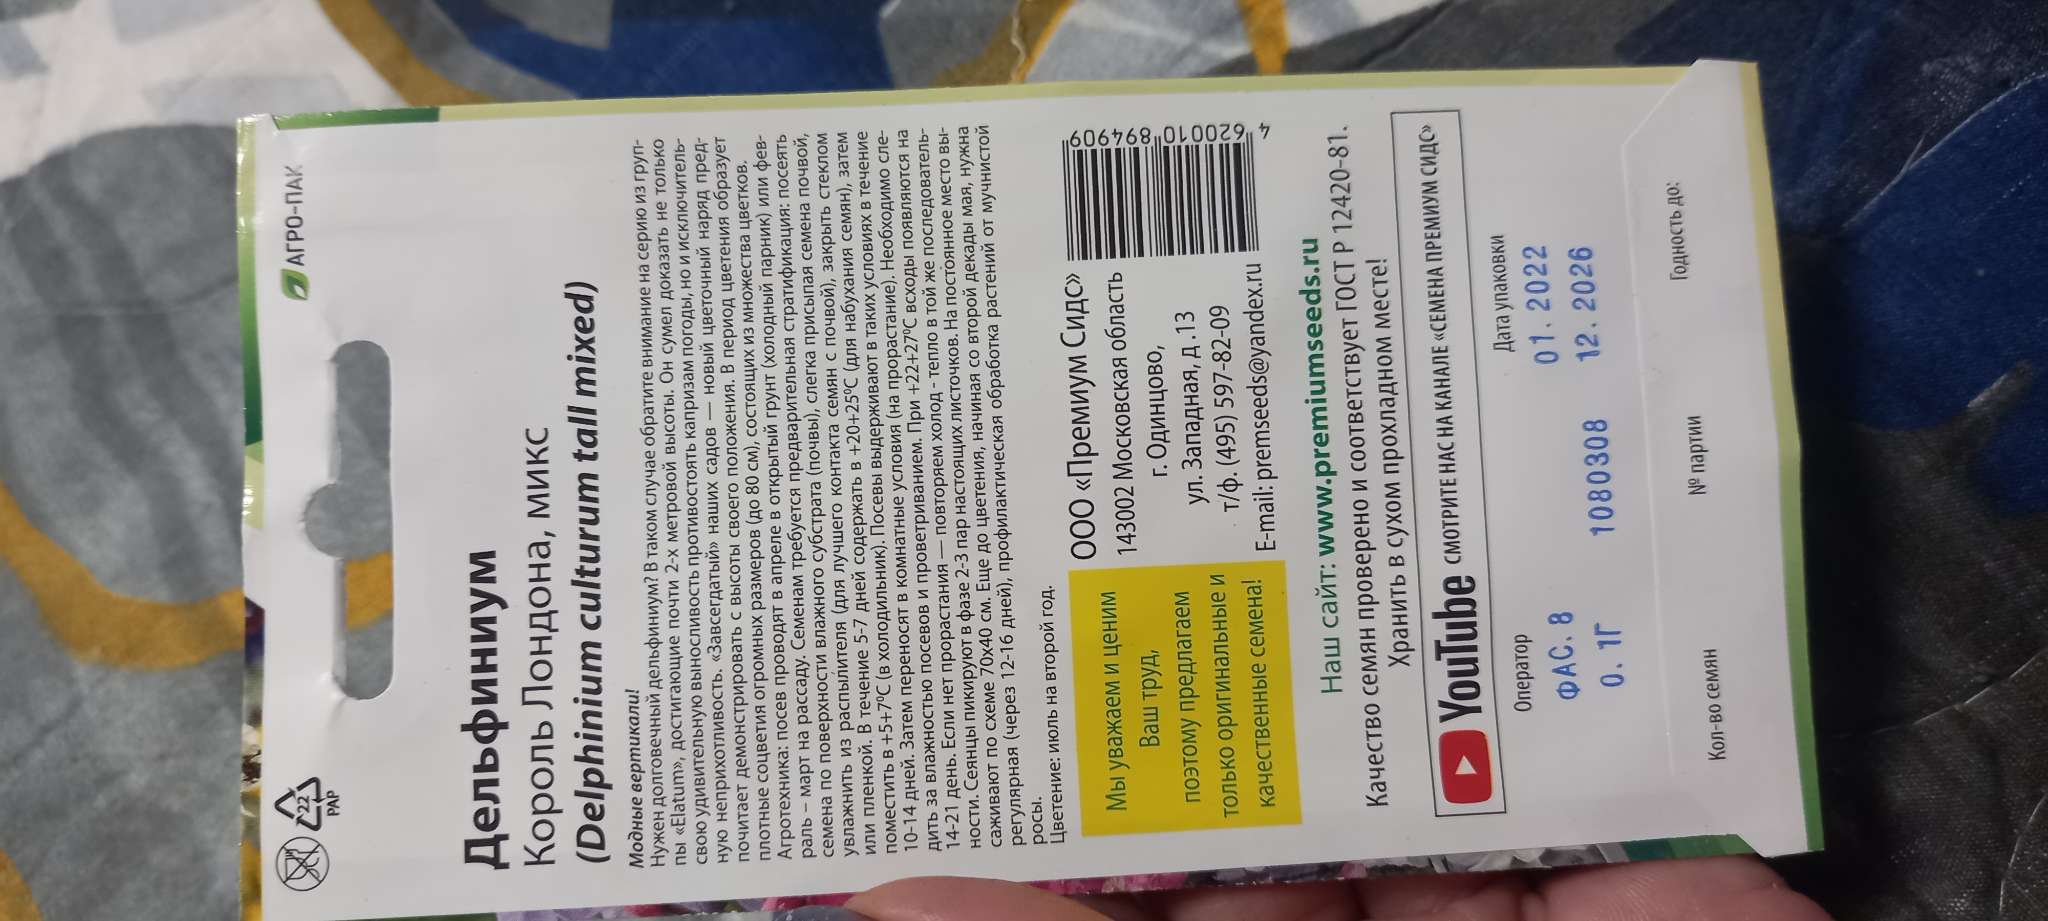 22
PAP
АГРО-ПАК
Дельфиниум
Король Лондона, микс
(Delphinium culturum tall mixed)
Модные вертикали!
Нужен долговечный дельфиниум? В таком случае обратите внимание на серию из груп-
пы «Elatum», достигающие почти 2-х метровой высоты. Он сумел доказать не только
свою удивительную выносливость противостоять капризам погоды, но и исключитель-
ную неприхотливость. «Завсегдатый» наших садов — новый цветочный наряд пред-
почитает демонстрировать с высоты своего положения. В период цветения образует
плотные соцветия огромных размеров (до 80 см), состоящих из множества цветков.
Агротехника: посев проводят в апреле в открытый грунт (холодный парник) или фев-
раль – март на рассаду. Семенам требуется предварительная стратификация: посеять
семена по поверхности влажного субстрата (почвы), слегка присыпая семена почвой,
увлажнить из распылителя (для лучшего контакта семян с почвой), закрыть стеклом
или пленкой. В течение 5-7 дней содержать в +20+25⁰С (для набухания семян), затем
поместить в +5+7⁰С (в холодильник). Посевы выдерживают в таких условиях в течение
10-14 дней. Затем переносят в комнатные условия (на прорастание). Необходимо сле-
дить за влажностью посевов и проветриванием. При +22+27⁰С всходы появляются на
14-21 день. Если нет прорастания — повторяем холод - тепло в той же последователь-
ности. Сеянцы пикируют в фазе 2-3 пар настоящих листочков. На постоянное место вы-
саживают по схеме 70х40 см. Еще до цветения, начиная со второй декады мая, нужна
регулярная (через 12-16 дней), профилактическая обработка растений от мучнистой
росы.
Цветение: июль на второй год.
Мы уважаем и ценим
Ваш труд,
поэтому предлагаем
только оригинальные и
качественные семена!
ООО «Премиум Сидс»
143002 Московская область
г. Одинцово,
ул. Западная, д.13
т/ф. (495) 597-82-09
E-mail: premseeds@yandex.ru
4 620010 894909
Наш сайт: www.premiumseeds.ru
Качество семян проверено и соответствует ГОСТ Р 12420-81.
Хранить в сухом прохладном месте!
YouTube СМОТРИТЕ НАС НА КАНАЛЕ «СЕМЕНА ПРЕМИУМ СИДС»
Оператор Дата упаковки
ФАС. 8 01. 2022
0. 1Г 1080308 12. 2026
Кол-во семян № партии Годность до: